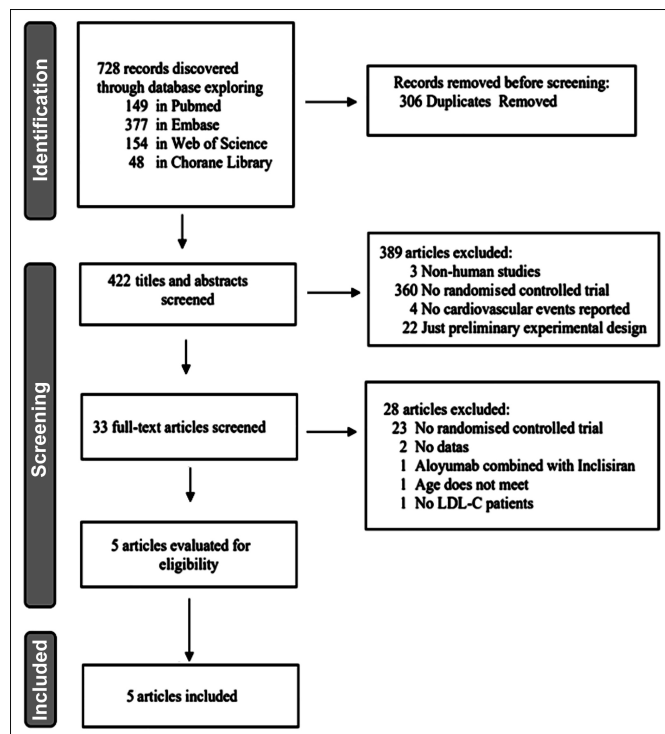 Identification
728 records discovered
through database exploring
149 in Pubmed
377 in Embase
154 in Web of Science
48 in Chorane Library
Records removed before screening:
306 Duplicates Removed
Screening
422 titles and abstracts
screened
389 articles excluded:
3 Non-human studies
360 No randomised controlled trial
4 No cardiovascular events reported
22 Just preliminary experimental design
33 full-text articles screened
28 articles excluded:
23 No randomised controlled trial
2 No datas
1 Aloyumab combined with Inclisiran
1 Age does not meet
1 No LDL-C patients
5 articles evaluated for
eligibility
Included
5 articles included